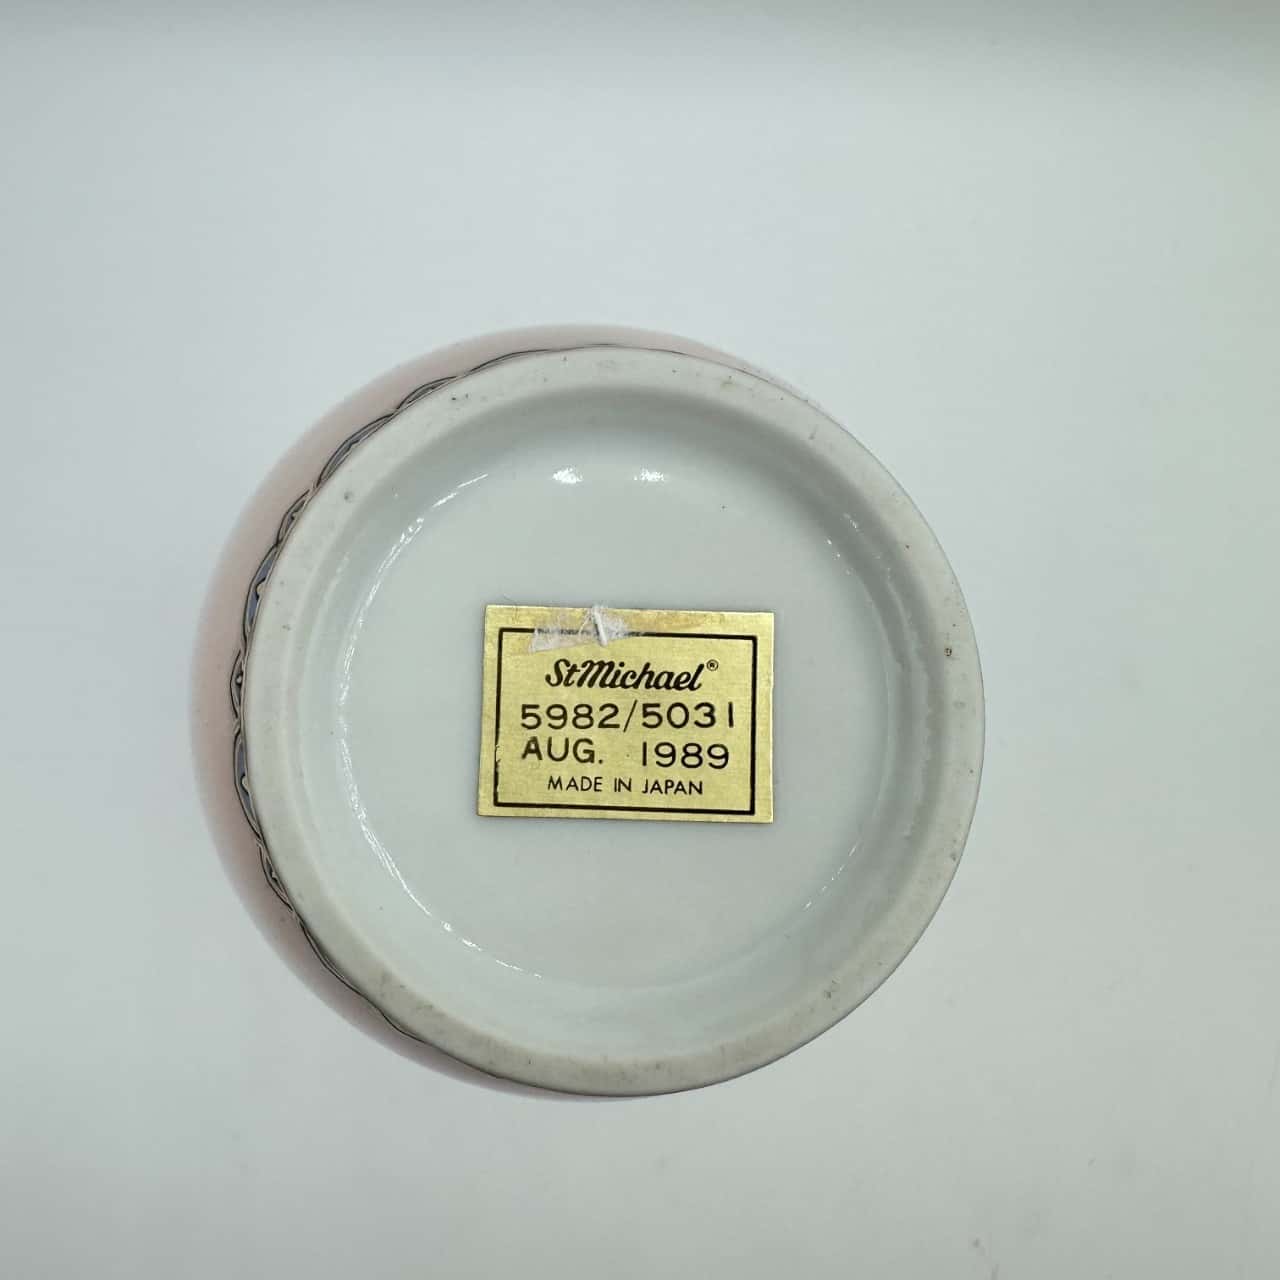 StMichael®
5982/5031
AUG. 1989
MADE IN JAPAN